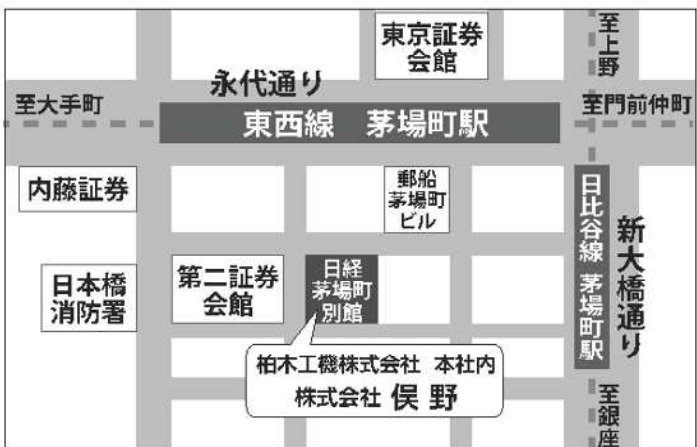 東京証券
会館
至上野
永代通り
至大手町
東西線 茅場町駅
至門前仲町
内藤証券
郵船
茅場町
ビル
日比谷線 茅場町駅
新大橋通り
日本橋
消防署
第二証券
会館
日経
茅場町
別館
柏木工機株式会社 本社内
株式会社 俣野
至銀座